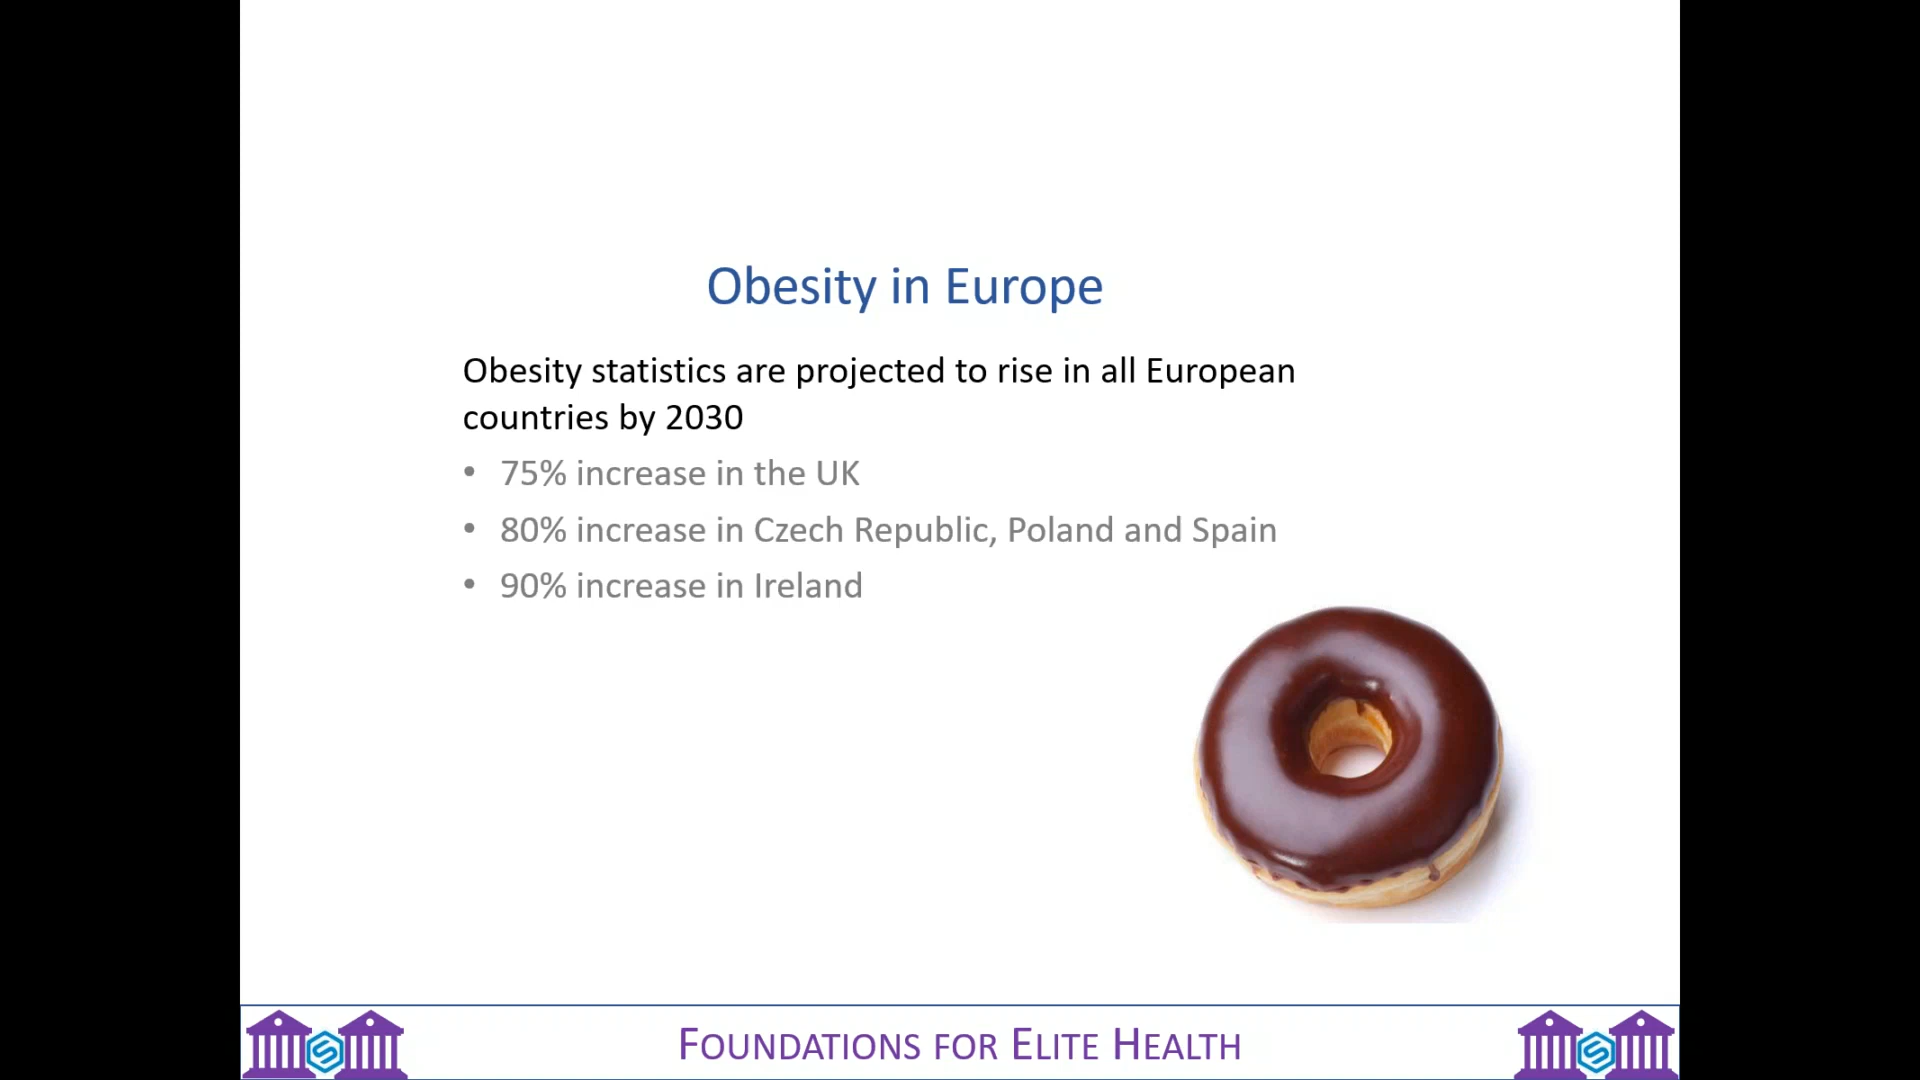 Obesity in Europe
Obesity statistics are projected to rise in all European
countries by 2030
• 75% increase in the UK
• 80% increase in Czech Republic, Poland and Spain
• 90% increase in Ireland
FOUNDATIONS FOR ELITE HEALTH